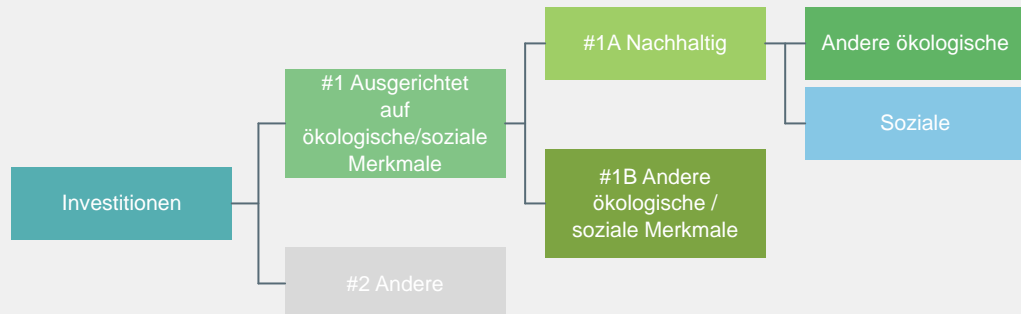 #1A Nachhaltig
Andere ökologische
#1 Ausgerichtet
auf
ökologische/soziale
Merkmale
Soziale
Investitionen
#1B Andere
ökologische /
soziale Merkmale
#2 Andere